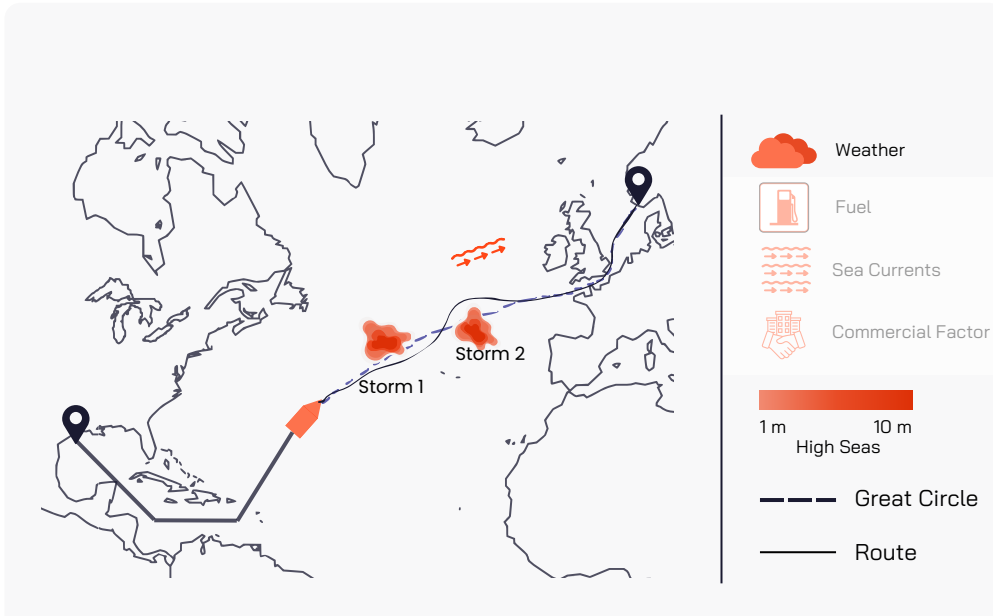 Storm 1
Storm 2
Weather
Fuel
Sea Currents
Commercial Factor
1 m 10 m
High Seas
Great Circle
Route